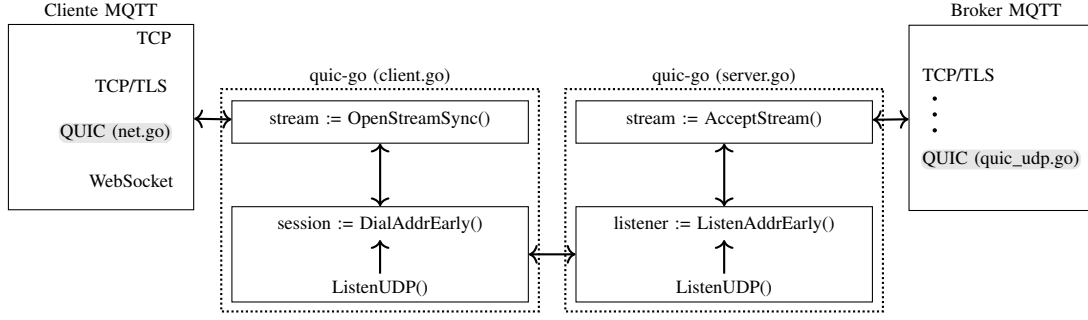 Cliente MQTT
TCP
TCP/TLS
QUIC (net.go)
WebSocket
quic-go (client.go)
stream := OpenStreamSync()
session := DialAddrEarly()
ListenUDP()
quic-go (server.go)
stream := AcceptStream()
listener := ListenAddrEarly()
ListenUDP()
Broker MQTT
TCP/TLS
QUIC (quic_udp.go)